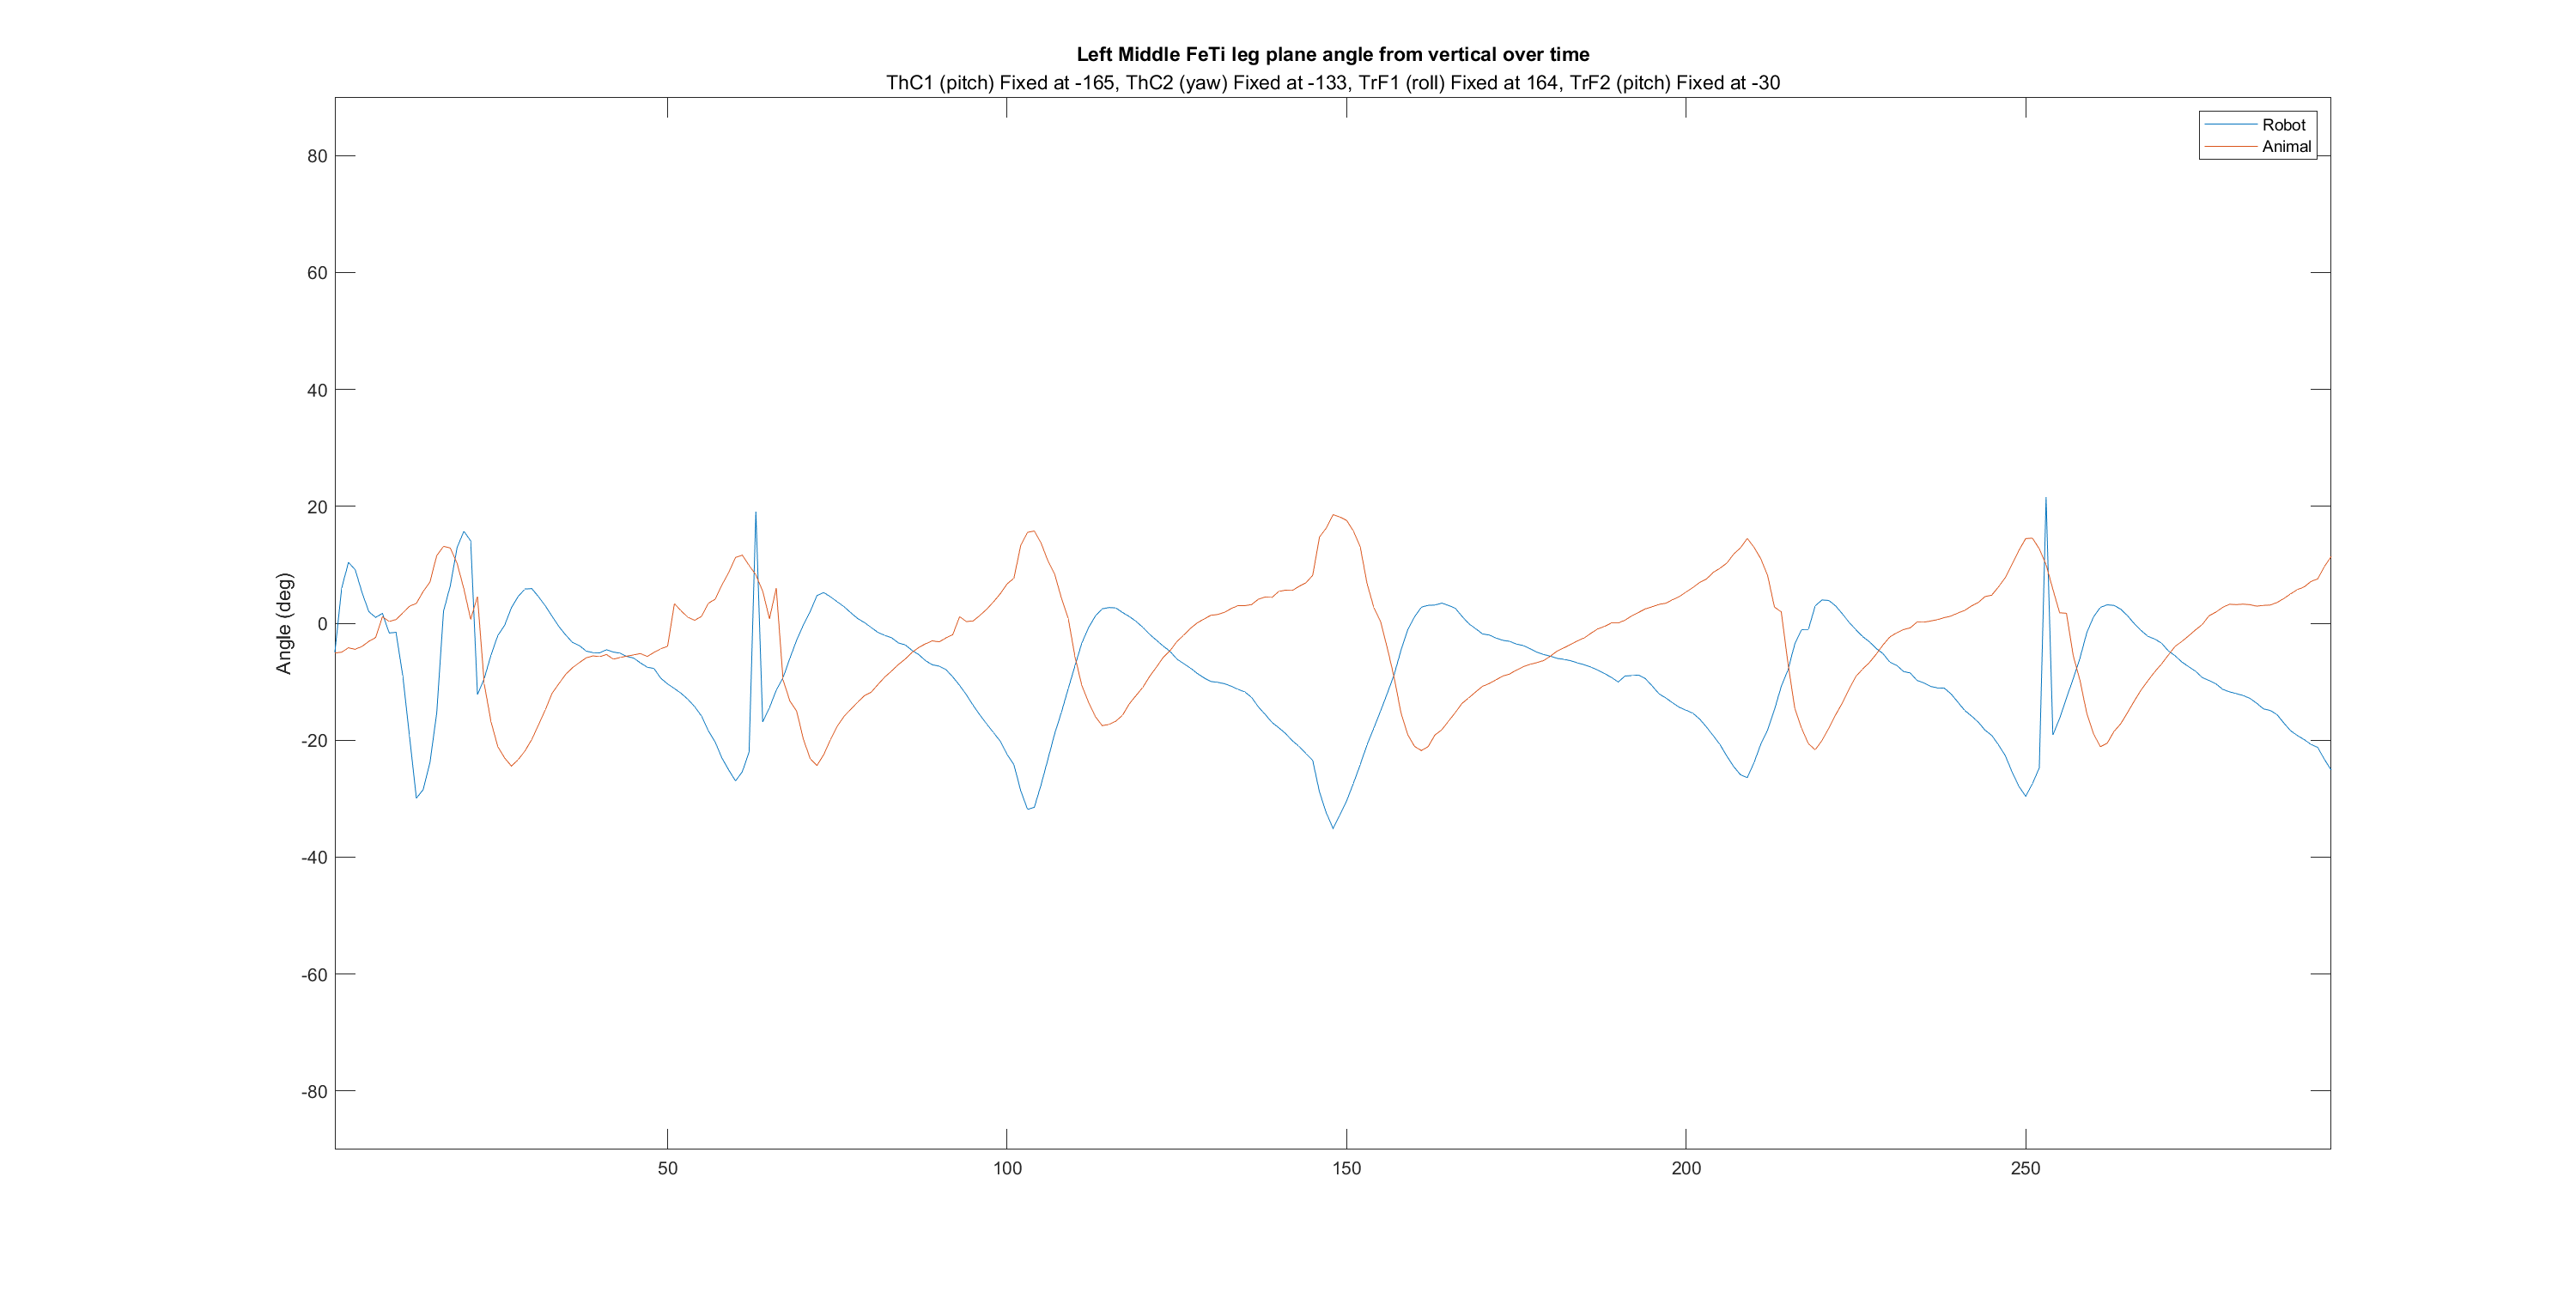 Left Middle FeTi leg plane angle from vertical over time
ThC1 (pitch) Fixed at -165, ThC2 (yaw) Fixed at -133, TrF1 (roll) Fixed at 164, TrF2 (pitch) Fixed at -30
Robot
Animal
Angle (deg)
80
60
40
20
0
-20
-40
-60
-80
50
100
150
200
250